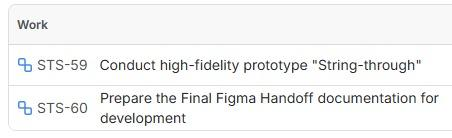 Work
STS-59 Conduct high-fidelity prototype "String-through"
STS-60 Prepare the Final Figma Handoff documentation for
development